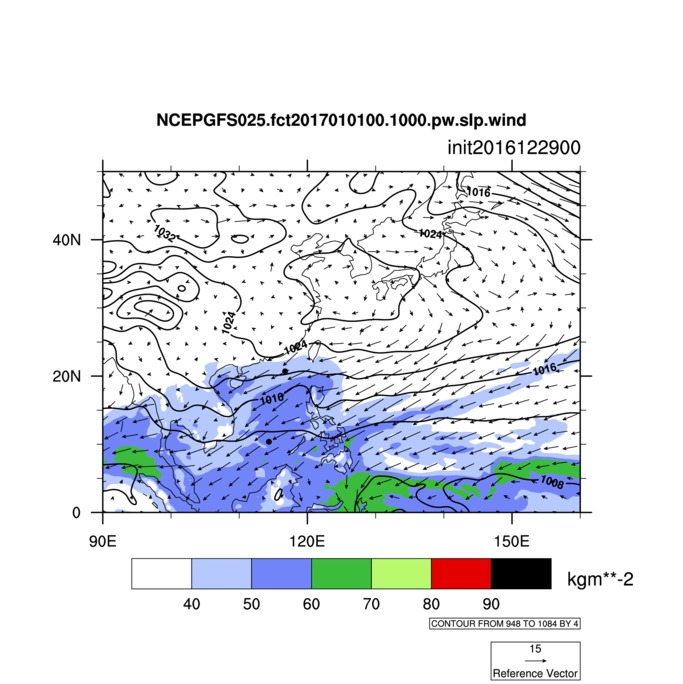 NCEPGFS025.fct2017010100.1000.pw.slp.wind
init2016122900
1016
1032
1024
40N
1024
1024
20N
1016
1010
1008
0
90E
120E
150E
40
50
60
70
80
90
kgm**-2
CONTOUR FROM 948 TO 1084 BY 4
15
Reference Vector